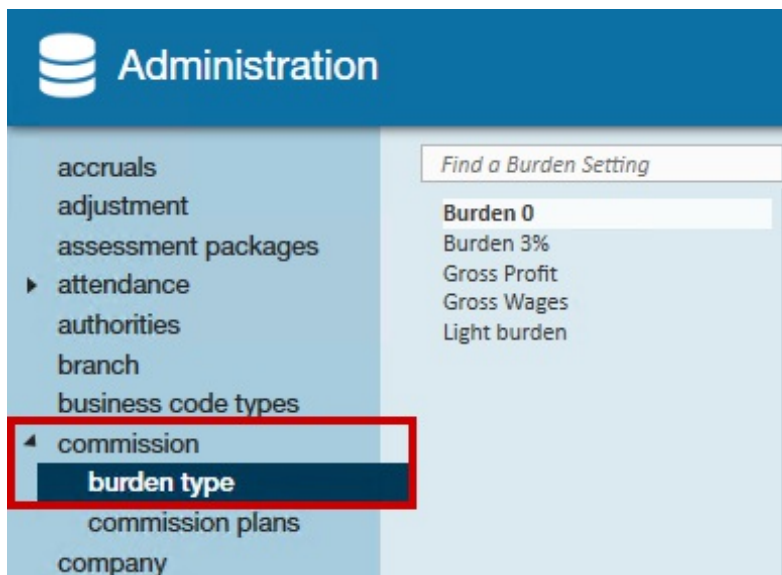 Administration
accruals
adjustment
assessment packages
attendance
authorities
branch
business code types
commission
burden type
commission plans
company
Find a Burden Setting
Burden 0
Burden 3%
Gross Profit
Gross Wages
Light burden